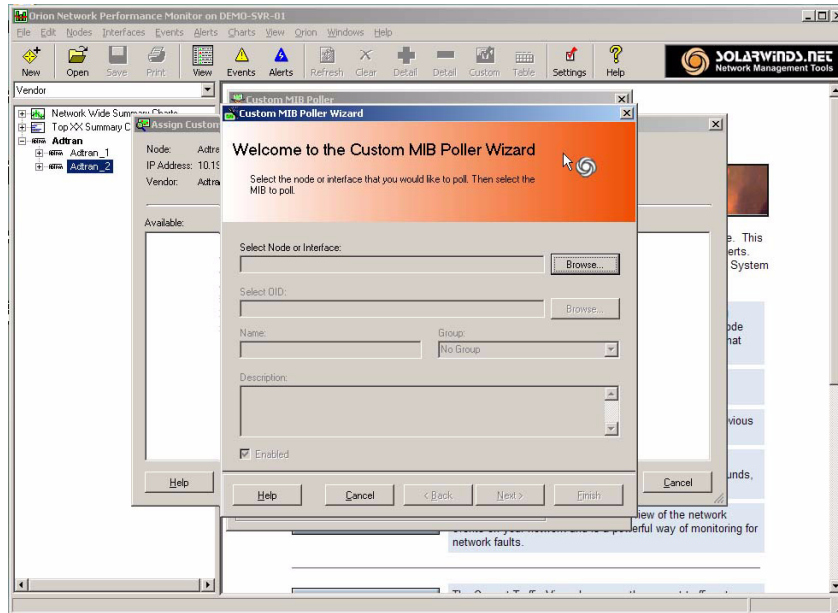 Orion Network Performance Monitor on DEMO-SVR-01
File Edit Nodes Interfaces Events Alerts Charts View Orion Windows Help
New Open Save Print View Events Alerts Refresh Clear Detail Detail Custom Table Settings Help
SOLARWINDS.NET
Network Management Tools
Vendor
Network Wide Summary Charts
Top XX Summary C
Adtran
Adtran_1
Adtran_2
Assign Custom
Node: Adtra
IP Address: 10.19
Vendor: Adtra
Available:
Help
Cancel
Custom MIB Poller
Custom MIB Poller Wizard
Welcome to the Custom MIB Poller Wizard
Select the node or interface that you would like to poll. Then select the
MIB to poll.
Select Node or Interface:
Browse...
Select OID:
Browse...
Name: Group:
No Group
Description:
Enabled
Help Cancel < Back Next > Finish
e. This
erts.
System
ode
hat
vious
unds,
iew of the network
events on your network and is a powerful way of monitoring for
network faults.